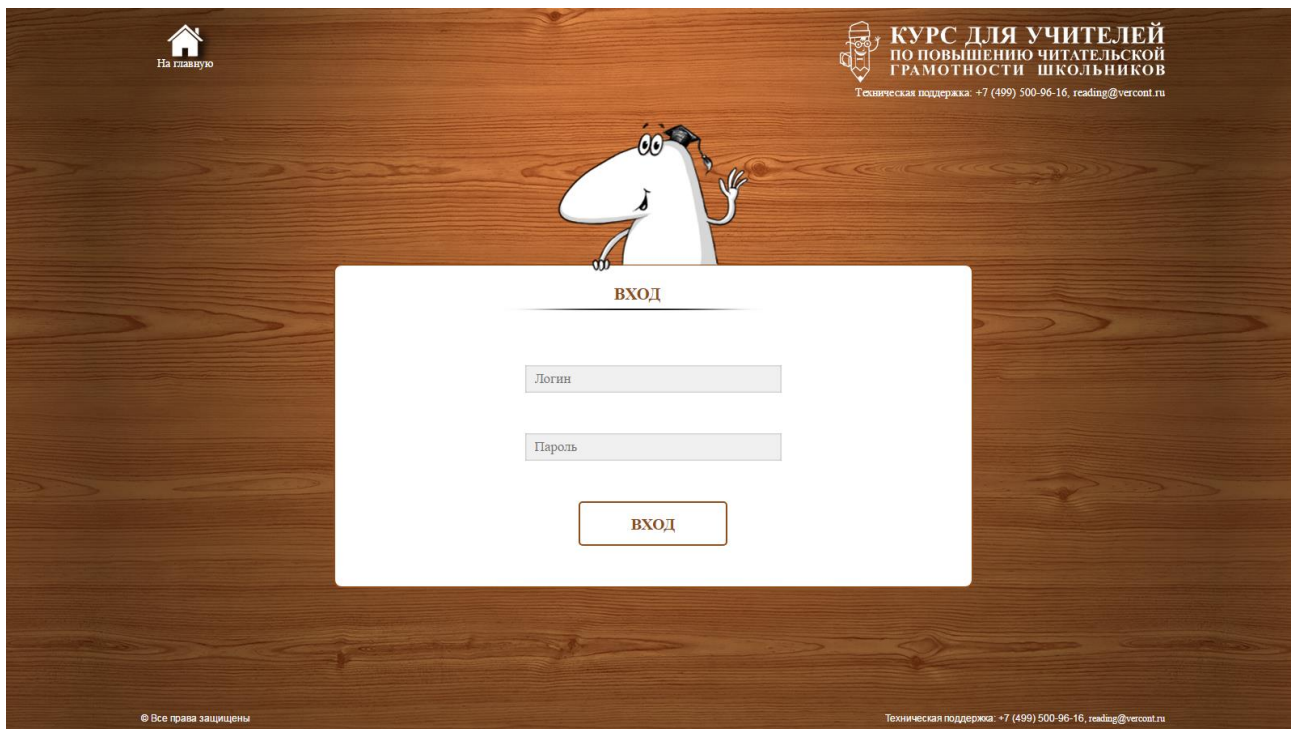 На главную
КУРС ДЛЯ УЧИТЕЛЕЙ
ПО ПОВЫШЕНИЮ ЧИТАТЕЛЬСКОЙ
ГРАМОТНОСТИ ШКОЛЬНИКОВ
Техническая поддержка: +7 (499) 500-96-16, reading@vercont.ru
ВХОД
Логин
Пароль
ВХОД
© Все права защищены
Техническая поддержка: +7 (499) 500-96-16, reading@vercont.ru